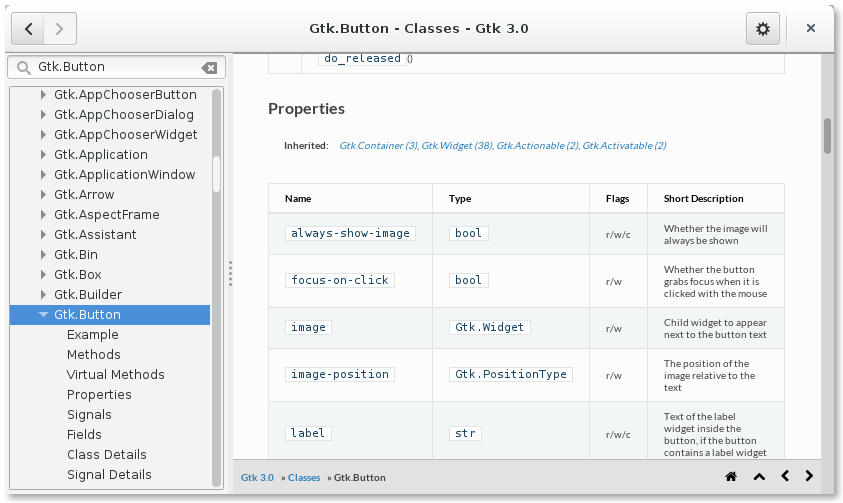 Gtk.Button - Classes - Gtk 3.0
Gtk.Button
Gtk.AppChooserButton
Gtk.AppChooserDialog
Gtk.AppChooserWidget
Gtk.Application
Gtk.ApplicationWindow
Gtk.Arrow
Gtk.AspectFrame
Gtk.Assistant
Gtk.Bin
Gtk.Box
Gtk.Builder
Gtk.Button
Example
Methods
Virtual Methods
Properties
Signals
Fields
Class Details
Signal Details
do_released ()
Properties
Inherited: Gtk.Container (3), Gtk.Widget (38), Gtk.Actionable (2), Gtk.Activatable (2)
Name Type Flags Short Description
always-show-image bool r/w/c Whether the image will
always be shown
focus-on-click bool r/w Whether the button
grabs focus when it is
clicked with the mouse
image Gtk.Widget r/w Child widget to appear
next to the button text
image-position Gtk.PositionType r/w The position of the
image relative to the
text
label str r/w/c Text of the label
widget inside the
button, if the button
contains a label widget
Gtk 3.0 » Classes » Gtk.Button